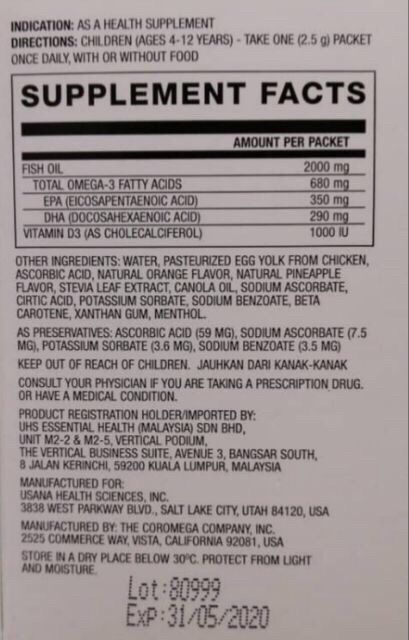 INDICATION: AS A HEALTH SUPPLEMENT
DIRECTIONS: CHILDREN (AGES 4-12 YEARS) - TAKE ONE (2.5 g) PACKET
ONCE DAILY, WITH OR WITHOUT FOOD
SUPPLEMENT FACTS
AMOUNT PER PACKET
FISH OIL 2000 mg
TOTAL OMEGA-3 FATTY ACIDS 680 mg
EPA (EICOSAPENTAENOIC ACID) 350 mg
DHA (DOCOSAHEXAENOIC ACID) 290 mg
VITAMIN D3 (AS CHOLECALCIFEROL) 1000 IU
OTHER INGREDIENTS: WATER, PASTEURIZED EGG YOLK FROM CHICKEN,
ASCORBIC ACID, NATURAL ORANGE FLAVOR, NATURAL PINEAPPLE
FLAVOR, STEVIA LEAF EXTRACT, CANOLA OIL, SODIUM ASCORBATE,
CIRTIC ACID, POTASSIUM SORBATE, SODIUM BENZOATE, BETA
CAROTENE, XANTHAN GUM, MENTHOL.
AS PRESERVATIVES: ASCORBIC ACID (59 MG), SODIUM ASCORBATE (7.5
MG), POTASSIUM SORBATE (3.6 MG), SODIUM BENZOATE (3.5 MG)
KEEP OUT OF REACH OF CHILDREN. JAUHKAN DARI KANAK-KANAK
CONSULT YOUR PHYSICIAN IF YOU ARE TAKING A PRESCRIPTION DRUG.
OR HAVE A MEDICAL CONDITION.
PRODUCT REGISTRATION HOLDER/IMPORTED BY:
UHS ESSENTIAL HEALTH (MALAYSIA) SDN BHD,
UNIT M2-2 & M2-5, VERTICAL PODIUM,
THE VERTICAL BUSINESS SUITE, AVENUE 3, BANGSAR SOUTH,
8 JALAN KERINCHI, 59200 KUALA LUMPUR, MALAYSIA
MANUFACTURED FOR:
USANA HEALTH SCIENCES, INC.
3838 WEST PARKWAY BLVD., SALT LAKE CITY, UTAH 84120, USA
MANUFACTURED BY: THE COROMEGA COMPANY, INC.
2525 COMMERCE WAY, VISTA, CALIFORNIA 92081, USA
STORE IN A DRY PLACE BELOW 30ºC. PROTECT FROM LIGHT
AND MOISTURE.
Lot:80999
Exp:31/05/2020